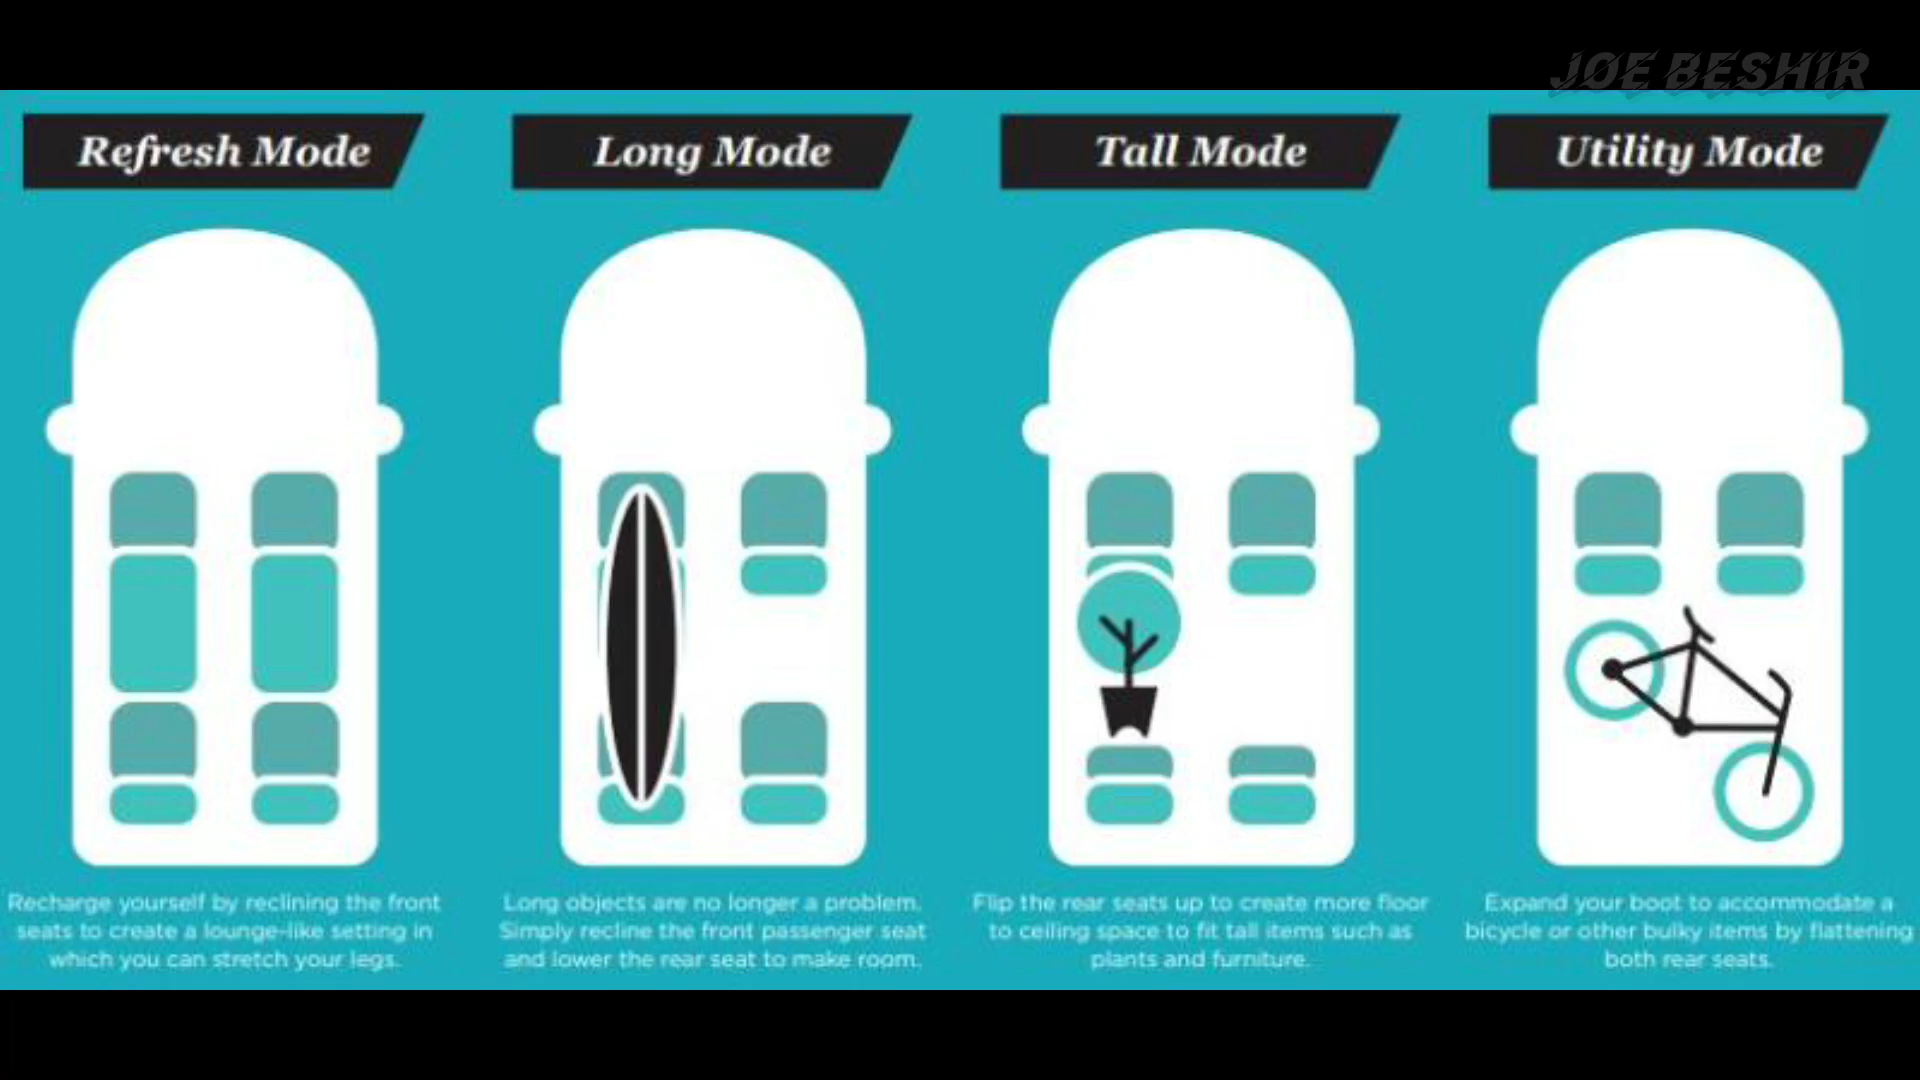 JOE BESHIR
Refresh Mode
Long Mode
Tall Mode
Utility Mode
Recharge yourself by reclining the front
seats to create a lounge-like setting in
which you can stretch your legs.
Long objects are no longer a problem.
Simply recline the front passenger seat
and lower the rear seat to make room.
Flip the rear seats up to create more floor
to ceiling space to fit tall items such as
plants and furniture.
Expand your boot to accommodate a
bicycle or other bulky items by flattening
both rear seats.